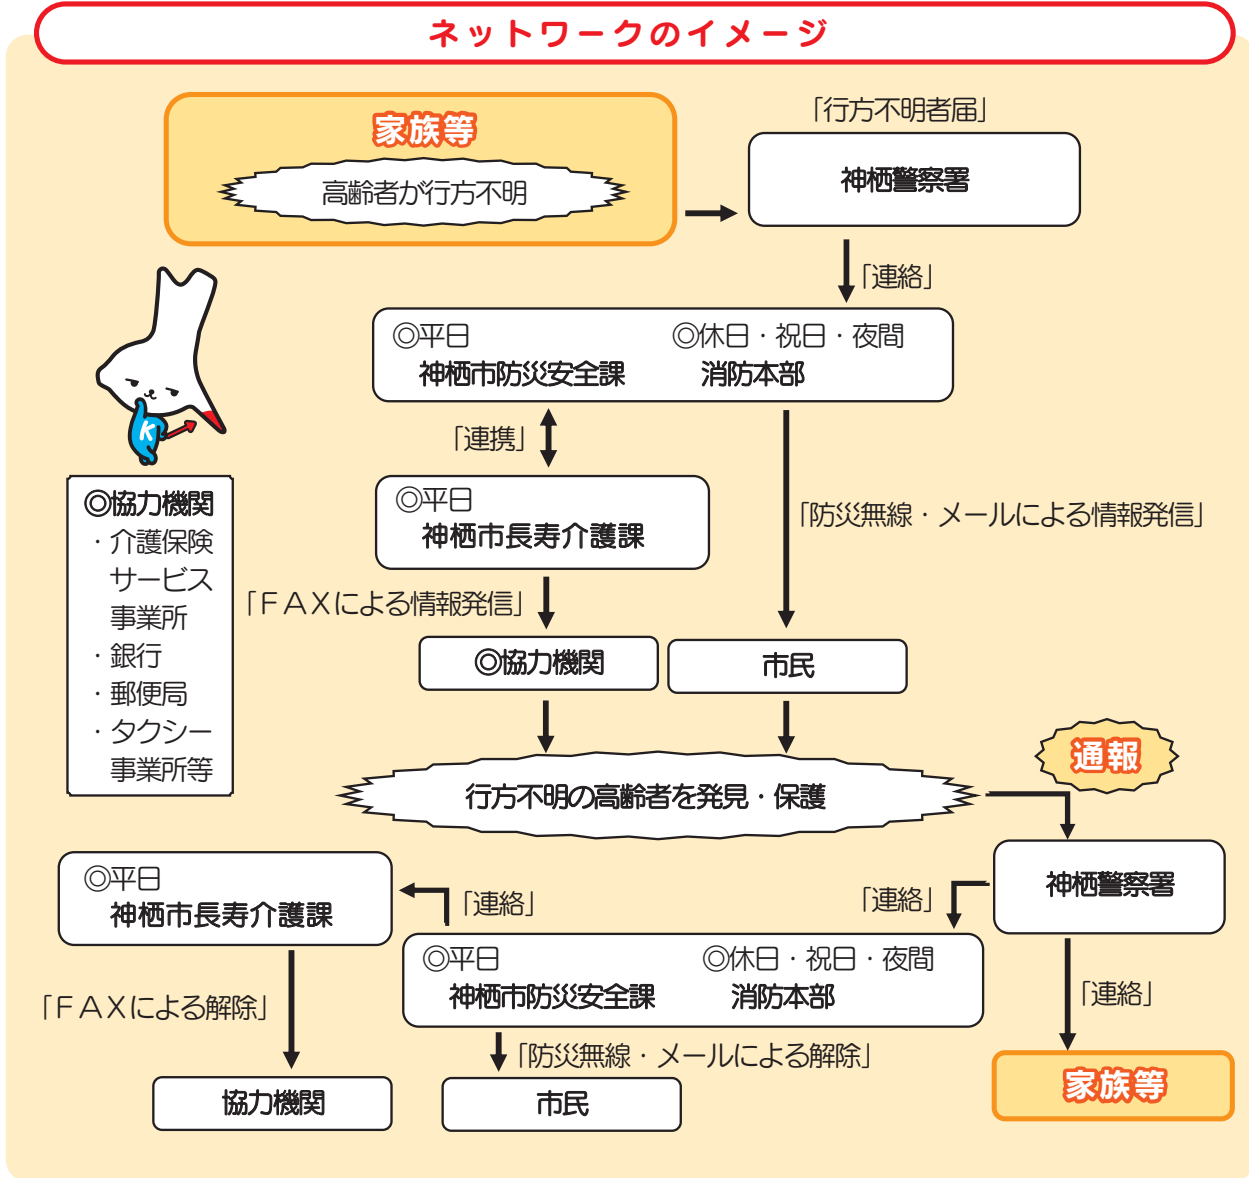 ネットワークのイメージ
家族等
高齢者が行方不明
「行方不明者届」
神栖警察署
「連絡」
◎平日
神栖市防災安全課
◎休日・祝日・夜間
消防本部
「連携」
◎平日
神栖市長寿介護課
「防災無線・メールによる情報発信」
「ＦＡＸによる情報発信」
◎協力機関
市民
K
◎協力機関
・介護保険
サービス
事業所
・銀行
・郵便局
・タクシー
事業所等
行方不明の高齢者を発見・保護
通報
神栖警察署
「連絡」
◎平日
神栖市防災安全課
◎休日・祝日・夜間
消防本部
「連絡」
◎平日
神栖市長寿介護課
「ＦＡＸによる解除」
協力機関
「防災無線・メールによる解除」
市民
「連絡」
家族等